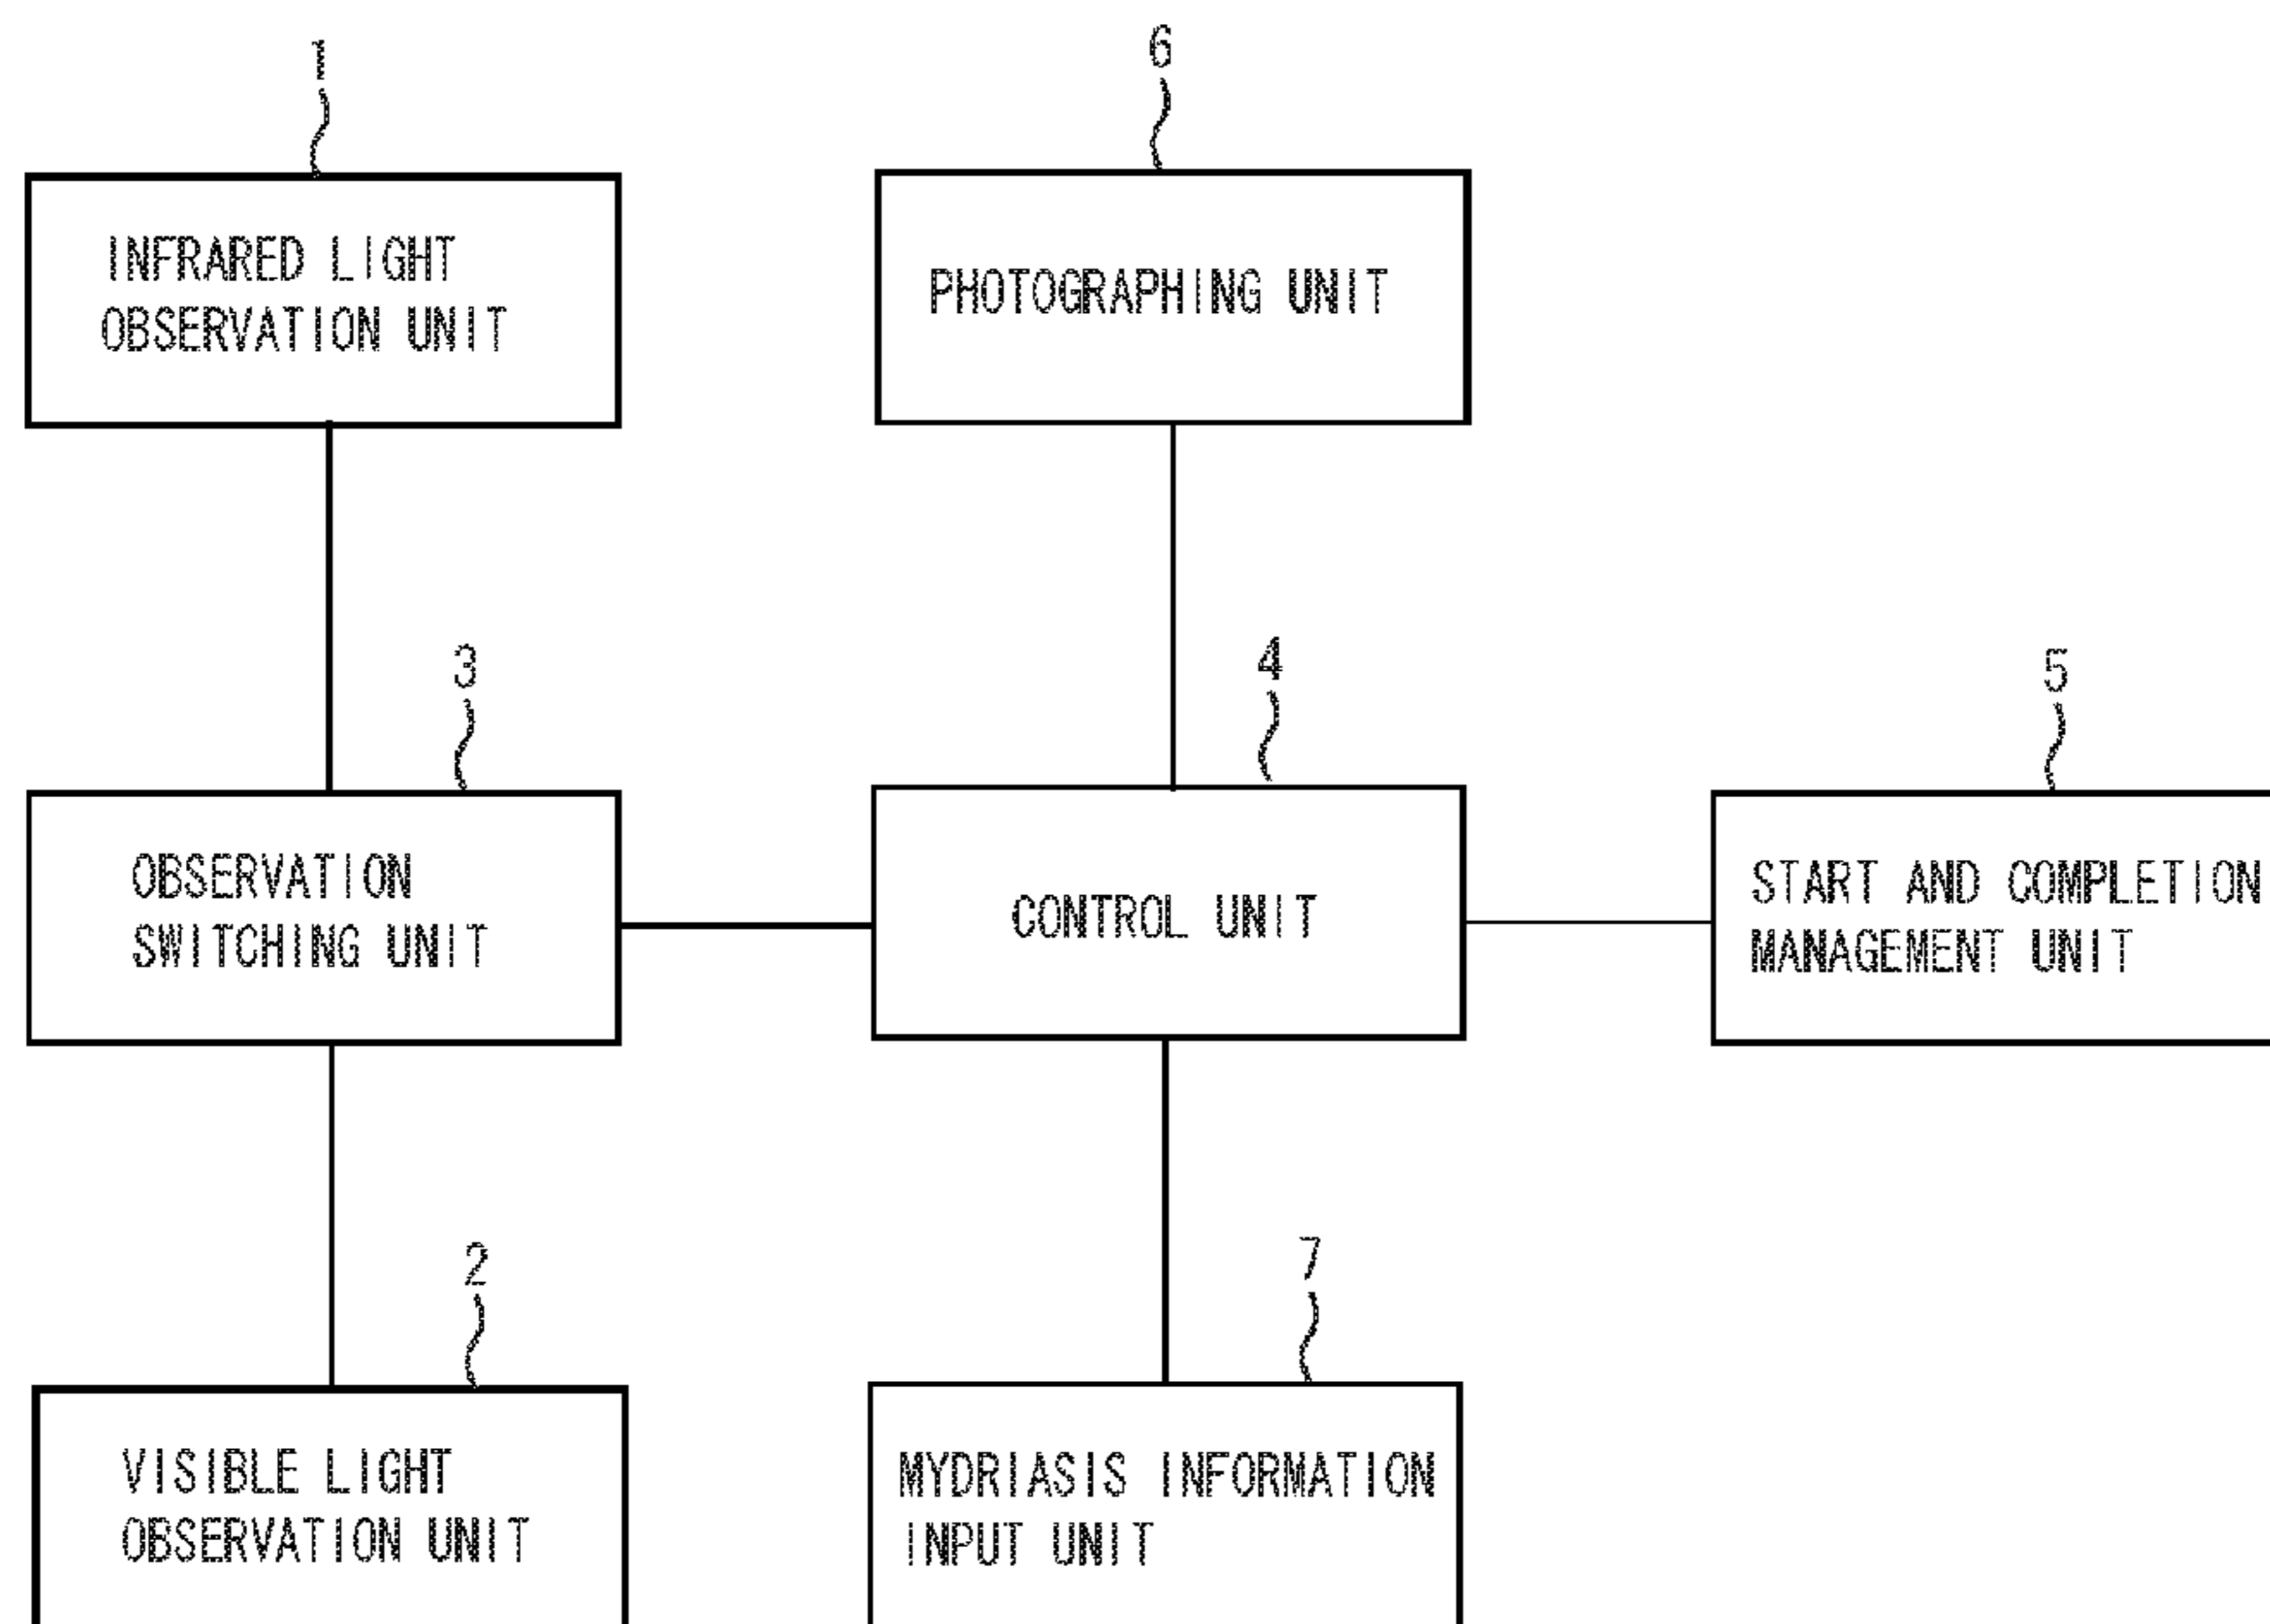 1
6
INFRARED LIGHT
OBSERVATION UNIT
PHOTOGRAPHING UNIT
3
4
5
OBSERVATION
SWITCHING UNIT
CONTROL UNIT
START AND COMPLETION
MANAGEMENT UNIT
2
7
VISIBLE LIGHT
OBSERVATION UNIT
MYDRIASIS INFORMATION
INPUT UNIT